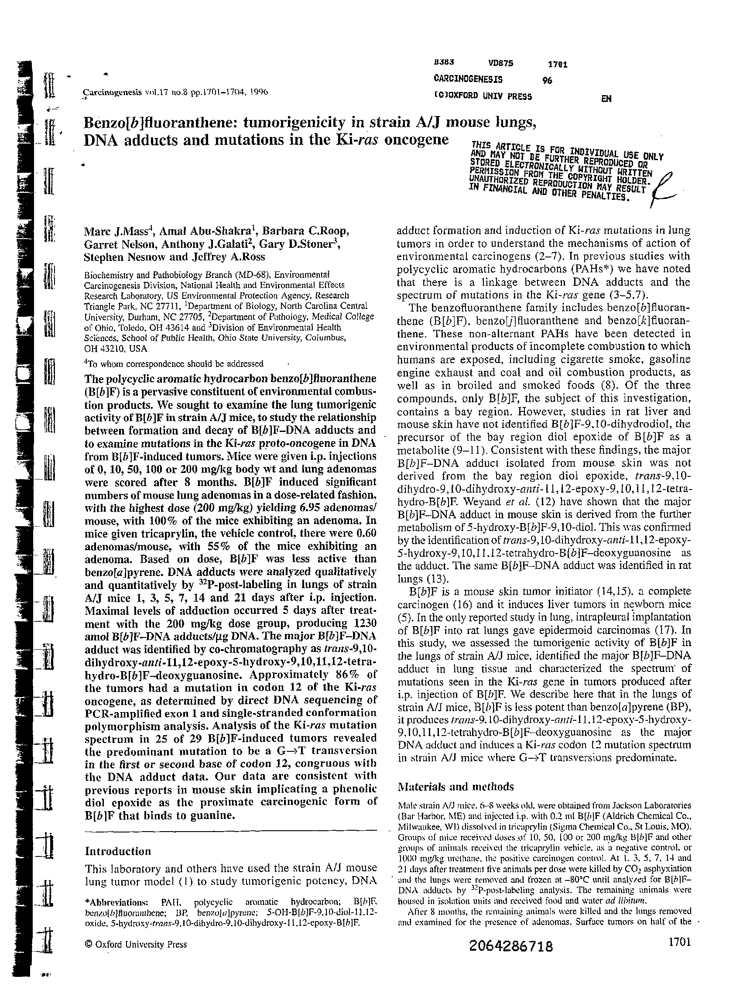 B3B3 VD875 1701
CARCINOGENESIS 96
(C)OXFORD UNIV PRESS EN
Carcinogenesis vol.17 no.8 pp.1701–1704, 1996
Benzo[b]fluoranthene: tumorigenicity in strain A/J mouse lungs,
DNA adducts and mutations in the Ki-ras oncogene
THIS ARTICLE IS FOR INDIVIDUAL USE ONLY
AND MAY NOT BE FURTHER REPRODUCED OR
STORED ELECTRONICALLY WITHOUT WRITTEN
PERMISSION FROM THE COPYRIGHT HOLDER.
UNAUTHORIZED REPRODUCTION MAY RESULT
IN FINANCIAL AND OTHER PENALTIES.
Marc J.Mass⁴, Amal Abu-Shakra¹, Barbara C.Roop,
Garret Nelson, Anthony J.Galati², Gary D.Stoner³,
Stephen Nesnow and Jeffrey A.Ross
Biochemistry and Pathobiology Branch (MD-68), Environmental
Carcinogenesis Division, National Health and Environmental Effects
Research Laboratory, US Environmental Protection Agency, Research
Triangle Park, NC 27711, ¹Department of Biology, North Carolina Central
University, Durham, NC 27705, ²Department of Pathology, Medical College
of Ohio, Toledo, OH 43614 and ³Division of Environmental Health
Sciences, School of Public Health, Ohio State University, Columbus,
OH 43210, USA
⁴To whom correspondence should be addressed
The polycyclic aromatic hydrocarbon benzo[b]fluoranthene
(B[b]F) is a pervasive constituent of environmental combus-
tion products. We sought to examine the lung tumorigenic
activity of B[b]F in strain A/J mice, to study the relationship
between formation and decay of B[b]F–DNA adducts and
to examine mutations in the Ki-ras proto-oncogene in DNA
from B[b]F-induced tumors. Mice were given i.p. injections
of 0, 10, 50, 100 or 200 mg/kg body wt and lung adenomas
were scored after 8 months. B[b]F induced significant
numbers of mouse lung adenomas in a dose-related fashion,
with the highest dose (200 mg/kg) yielding 6.95 adenomas/
mouse, with 100% of the mice exhibiting an adenoma. In
mice given tricaprylin, the vehicle control, there were 0.60
adenomas/mouse, with 55% of the mice exhibiting an
adenoma. Based on dose, B[b]F was less active than
benzo[a]pyrene. DNA adducts were analyzed qualitatively
and quantitatively by ³²P-post-labeling in lungs of strain
A/J mice 1, 3, 5, 7, 14 and 21 days after i.p. injection.
Maximal levels of adduction occurred 5 days after treat-
ment with the 200 mg/kg dose group, producing 1230
amol B[b]F–DNA adducts/µg DNA. The major B[b]F–DNA
adduct was identified by co-chromatography as trans-9,10-
dihydroxy-anti-11,12-epoxy-5-hydroxy-9,10,11,12-tetra-
hydro-B[b]F–deoxyguanosine. Approximately 86% of
the tumors had a mutation in codon 12 of the Ki-ras
oncogene, as determined by direct DNA sequencing of
PCR-amplified exon 1 and single-stranded conformation
polymorphism analysis. Analysis of the Ki-ras mutation
spectrum in 25 of 29 B[b]F-induced tumors revealed
the predominant mutation to be a G→T transversion
in the first or second base of codon 12, congruous with
the DNA adduct data. Our data are consistent with
previous reports in mouse skin implicating a phenolic
diol epoxide as the proximate carcinogenic form of
B[b]F that binds to guanine.
Introduction
This laboratory and others have used the strain A/J mouse
lung tumor model (1) to study tumorigenic potency, DNA
*Abbreviations: PAH, polycyclic aromatic hydrocarbon; B[b]F,
benzo[b]fluoranthene; BP, benzo[a]pyrene; 5-OH-B[b]F-9,10-diol-11,12-
oxide, 5-hydroxy-trans-9,10-dihydro-9,10-dihydroxy-11,12-epoxy-B[b]F.
© Oxford University Press
adduct formation and induction of Ki-ras mutations in lung
tumors in order to understand the mechanisms of action of
environmental carcinogens (2–7). In previous studies with
polycyclic aromatic hydrocarbons (PAHs*) we have noted
that there is a linkage between DNA adducts and the
spectrum of mutations in the Ki-ras gene (3–5,7).
The benzofluoranthene family includes benzo[b]fluoran-
thene (B[b]F), benzo[j]fluoranthene and benzo[k]fluoran-
thene. These non-alternant PAHs have been detected in
environmental products of incomplete combustion to which
humans are exposed, including cigarette smoke, gasoline
engine exhaust and coal and oil combustion products, as
well as in broiled and smoked foods (8). Of the three
compounds, only B[b]F, the subject of this investigation,
contains a bay region. However, studies in rat liver and
mouse skin have not identified B[b]F-9,10-dihydrodiol, the
precursor of the bay region diol epoxide of B[b]F as a
metabolite (9–11). Consistent with these findings, the major
B[b]F–DNA adduct isolated from mouse skin was not
derived from the bay region diol epoxide, trans-9,10-
dihydro-9,10-dihydroxy-anti-11,12-epoxy-9,10,11,12-tetra-
hydro-B[b]F. Weyand et al. (12) have shown that the major
B[b]F–DNA adduct in mouse skin is derived from the further
metabolism of 5-hydroxy-B[b]F-9,10-diol. This was confirmed
by the identification of trans-9,10-dihydroxy-anti-11,12-epoxy-
5-hydroxy-9,10,11,12-tetrahydro-B[b]F–deoxyguanosine as
the adduct. The same B[b]F–DNA adduct was identified in rat
lungs (13).
B[b]F is a mouse skin tumor initiator (14,15), a complete
carcinogen (16) and it induces liver tumors in newborn mice
(5). In the only reported study in lung, intrapleural implantation
of B[b]F into rat lungs gave epidermoid carcinomas (17). In
this study, we assessed the tumorigenic activity of B[b]F in
the lungs of strain A/J mice, identified the major B[b]F–DNA
adduct in lung tissue and characterized the spectrum of
mutations seen in the Ki-ras gene in tumors produced after
i.p. injection of B[b]F. We describe here that in the lungs of
strain A/J mice, B[b]F is less potent than benzo[a]pyrene (BP),
it produces trans-9,10-dihydroxy-anti-11,12-epoxy-5-hydroxy-
9,10,11,12-tetrahydro-B[b]F–deoxyguanosine as the major
DNA adduct and induces a Ki-ras codon 12 mutation spectrum
in strain A/J mice where G→T transversions predominate.
Materials and methods
Male strain A/J mice, 6–8 weeks old, were obtained from Jackson Laboratories
(Bar Harbor, ME) and injected i.p. with 0.2 ml B[b]F (Aldrich Chemical Co.,
Milwaukee, WI) dissolved in tricaprylin (Sigma Chemical Co., St Louis, MO).
Groups of mice received doses of 10, 50, 100 or 200 mg/kg B[b]F and other
groups of animals received the tricaprylin vehicle, as a negative control, or
1000 mg/kg urethane, the positive carcinogen control. At 1, 3, 5, 7, 14 and
21 days after treatment five animals per dose were killed by CO₂ asphyxiation
and the lungs were removed and frozen at –80°C until analyzed for B[b]F–
DNA adducts by ³²P-post-labeling analysis. The remaining animals were
housed in isolation units and received food and water ad libitum.
After 8 months, the remaining animals were killed and the lungs removed
and examined for the presence of adenomas. Surface tumors on half of the
2064286718
1701